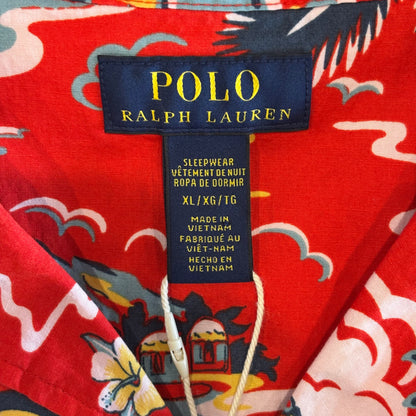 POLO
RALPH LAUREN
SLEEPWEAR
VÊTEMENT DE NUIT
ROPA DE DORMIR
XL/XG/TG
MADE IN
VIETNAM
FABRIQUÉ AU
VIÊT-NAM
HECHO EN
VIETNAM